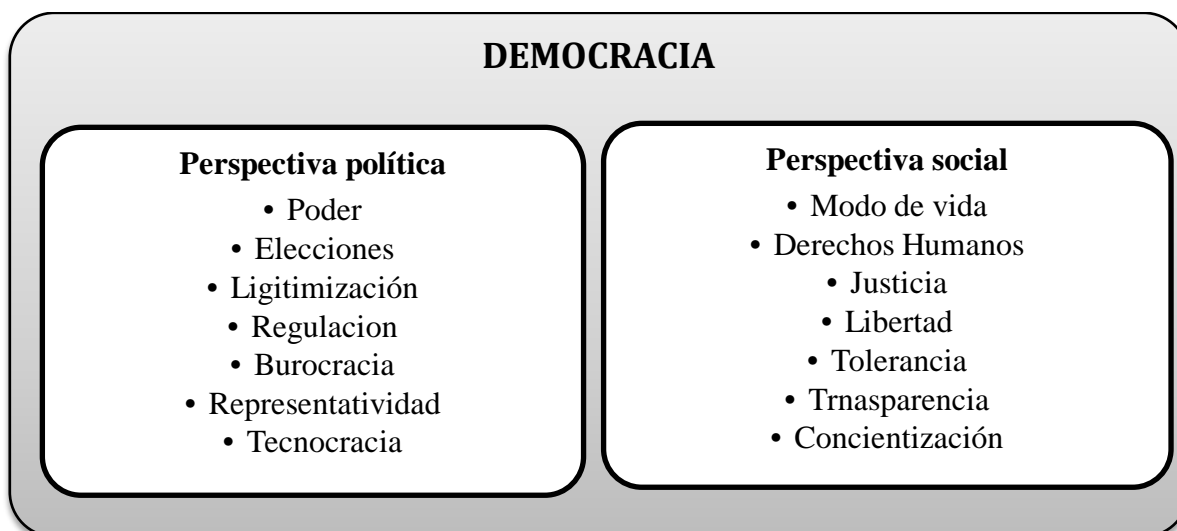 DEMOCRACIA
Perspectiva política
• Poder
• Elecciones
• Ligitimización
• Regulacion
• Burocracia
• Representatividad
• Tecnocracia
Perspectiva social
• Modo de vida
• Derechos Humanos
• Justicia
• Libertad
• Tolerancia
• Trnasparencia
• Concientización